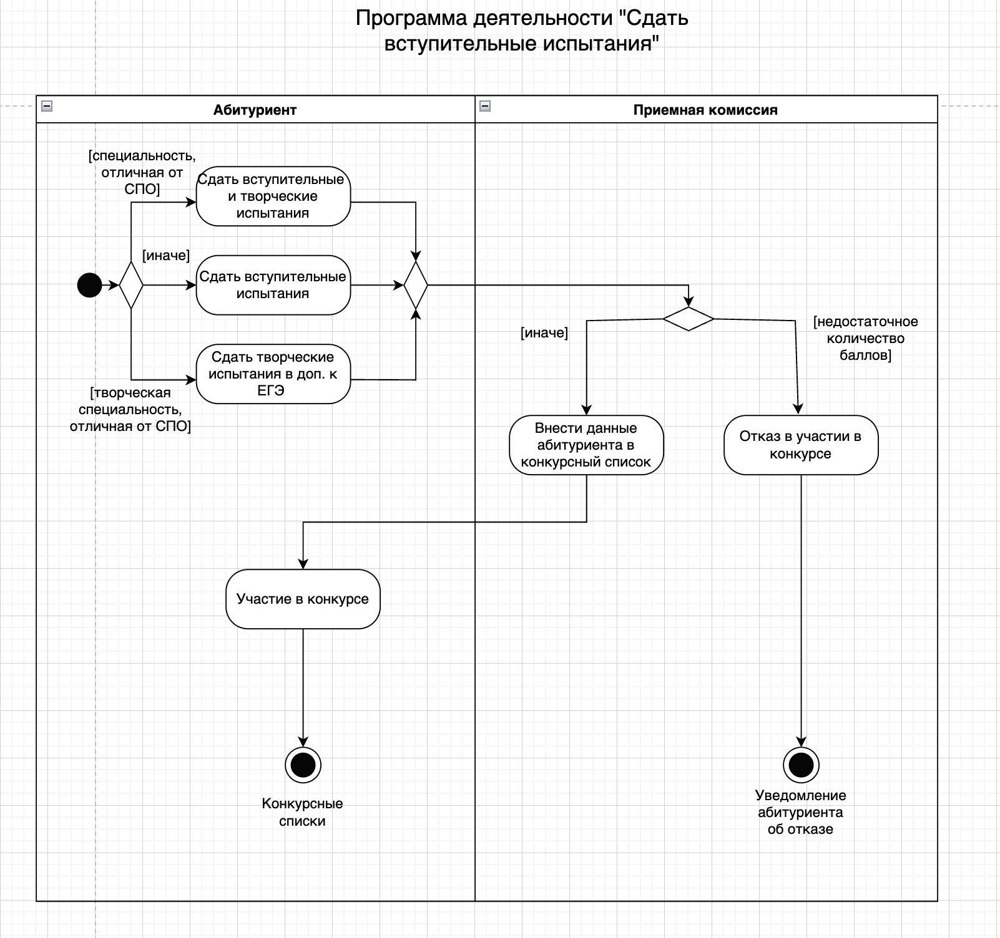 Программа деятельности "Сдать
вступительные испытания"
Абитуриент
Приемная комиссия
[специальность,
отличная от
СПО]
Сдать вступительные
и творческие
испытания
[иначе]
Сдать вступительные
испытания
Сдать творческие
испытания в доп. к
ЕГЭ
[творческая
специальность,
отличная от СПО]
[иначе]
[недостаточное
количество
баллов]
Внести данные
абитуриента в
конкурсный список
Отказ в участии в
конкурсе
Участие в конкурсе
Конкурсные
списки
Уведомление
абитуриента
об отказе